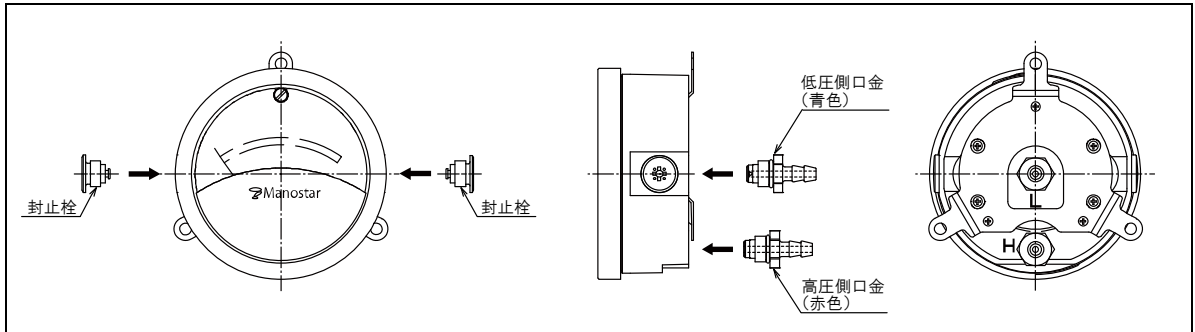 低圧側口金
(青色)
封止栓
Manostar
封止栓
L
H
高圧側口金
(赤色)